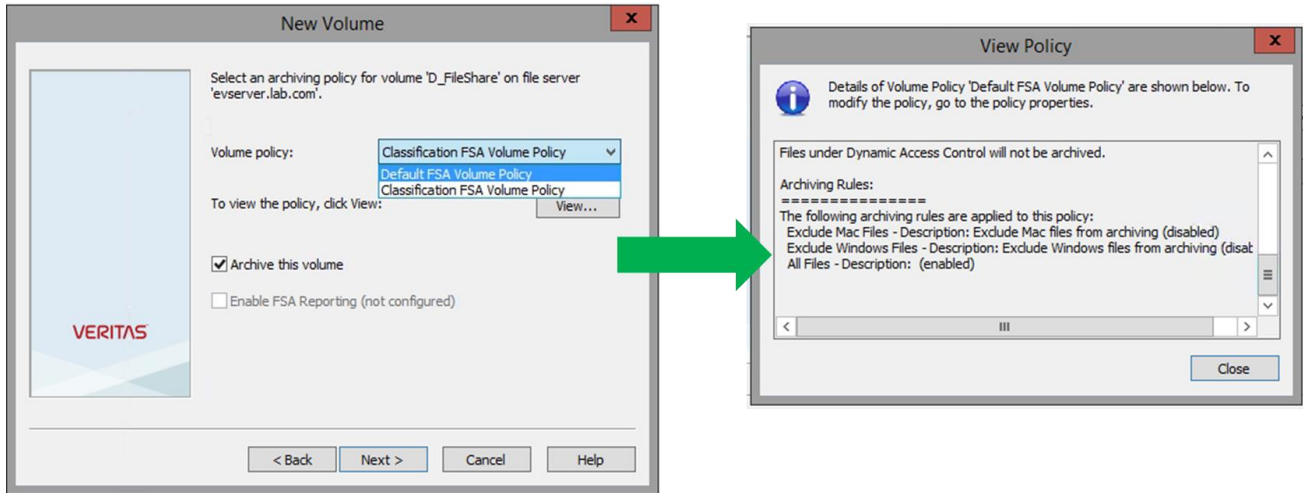 New Volume
x
Select an archiving policy for volume 'D_FileShare' on file server
'evserver.lab.com'.
Volume policy:
Classification FSA Volume Policy
Default FSA Volume Policy
Classification FSA Volume Policy
To view the policy, click View:
View...
Archive this volume
Enable FSA Reporting (not configured)
VERITAS
< Back
Next >
Cancel
Help
View Policy
x
Details of Volume Policy 'Default FSA Volume Policy' are shown below. To
modify the policy, go to the policy properties.
Files under Dynamic Access Control will not be archived.
Archiving Rules:
===============
The following archiving rules are applied to this policy:
Exclude Mac Files - Description: Exclude Mac files from archiving (disabled)
Exclude Windows Files - Description: Exclude Windows files from archiving (disat
All Files - Description: (enabled)
Close